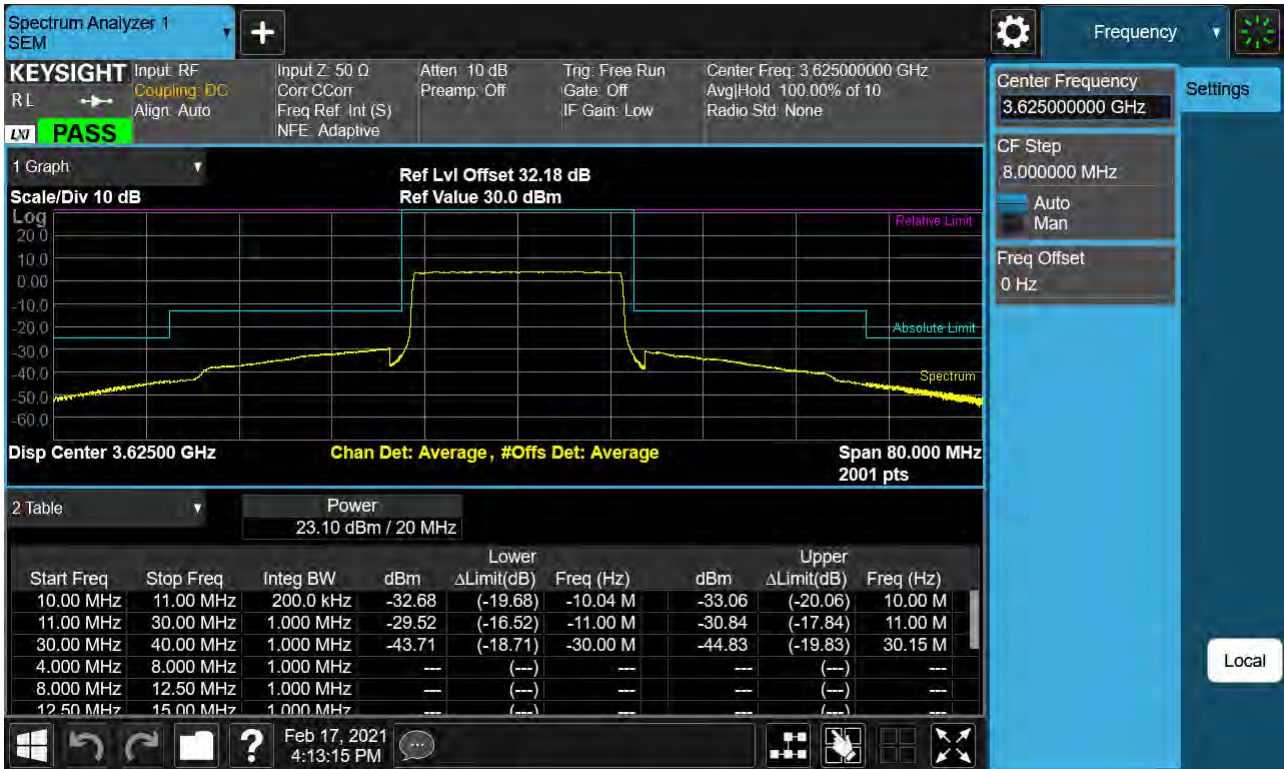 Spectrum Analyzer 1
SEM
Frequency
KEYSIGHT
RL
LXI
PASS
Input: RF
Coupling: DC
Align: Auto
Input Z: 50 Ω
Corr CCorr
Freq Ref: Int (S)
NFE: Adaptive
Atten: 10 dB
Preamp: Off
Trig: Free Run
Gate: Off
IF Gain: Low
Center Freq: 3.625000000 GHz
Avg|Hold: 100.00% of 10
Radio Std: None
Center Frequency
3.625000000 GHz
Settings
CF Step
8.000000 MHz
Auto
Man
Freq Offset
0 Hz
1 Graph
Ref Lvl Offset 32.18 dB
Scale/Div 10 dB
Ref Value 30.0 dBm
Log
20.0
10.0
0.00
-10.0
-20.0
-30.0
-40.0
-50.0
-60.0
Relative Limit
Absolute Limit
Spectrum
Disp Center 3.62500 GHz
Chan Det: Average, #Offs Det: Average
Span 80.000 MHz
2001 pts
2 Table
Power
23.10 dBm / 20 MHz
Lower Upper
Start Freq Stop Freq Integ BW dBm ΔLimit(dB) Freq (Hz) dBm ΔLimit(dB) Freq (Hz)
10.00 MHz 11.00 MHz 200.0 kHz -32.68 (-19.68) -10.04 M -33.06 (-20.06) 10.00 M
11.00 MHz 30.00 MHz 1.000 MHz -29.52 (-16.52) -11.00 M -30.84 (-17.84) 11.00 M
30.00 MHz 40.00 MHz 1.000 MHz -43.71 (-18.71) -30.00 M -44.83 (-19.83) 30.15 M
4.000 MHz 8.000 MHz 1.000 MHz --- (---) --- --- (---) ---
8.000 MHz 12.50 MHz 1.000 MHz --- (---) --- --- (---) ---
12.50 MHz 15.00 MHz 1.000 MHz --- (---) --- --- (---) ---
Local
Feb 17, 2021
4:13:15 PM